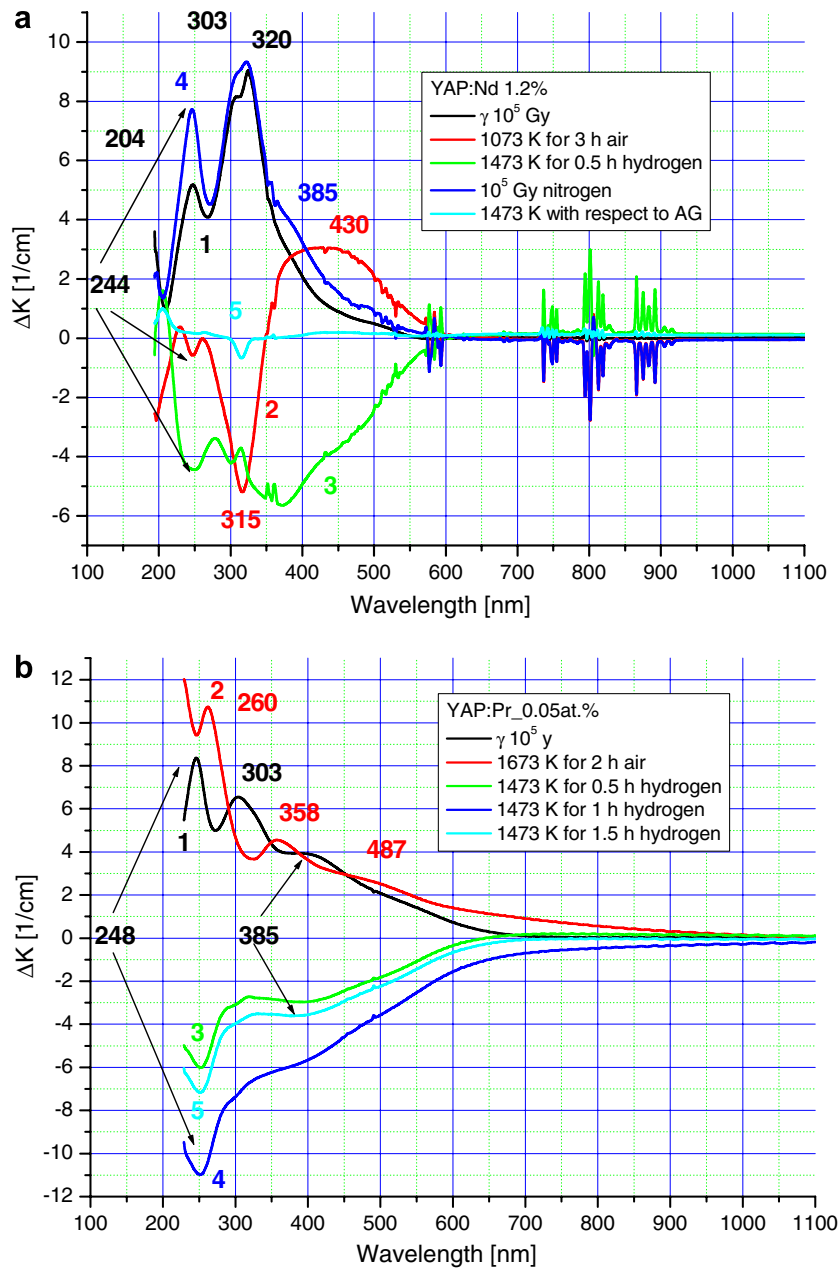 a
303
320
10
8
6
4
2
0
-2
-4
-6
ΔK [1/cm]
4
204
385
430
1
244
5
2
3
315
YAP:Nd 1.2%
γ 10⁵ Gy
1073 K for 3 h air
1473 K for 0.5 h hydrogen
10⁵ Gy nitrogen
1473 K with respect to AG
100 200 300 400 500 600 700 800 900 1000 1100
Wavelength [nm]
b
12
10
8
6
4
2
0
-2
-4
-6
-8
-10
-12
ΔK [1/cm]
2
260
303
358
1
487
248
385
3
5
4
YAP:Pr_0.05at.%
γ 10⁵ y
1673 K for 2 h air
1473 K for 0.5 h hydrogen
1473 K for 1 h hydrogen
1473 K for 1.5 h hydrogen
100 200 300 400 500 600 700 800 900 1000 1100
Wavelength [nm]